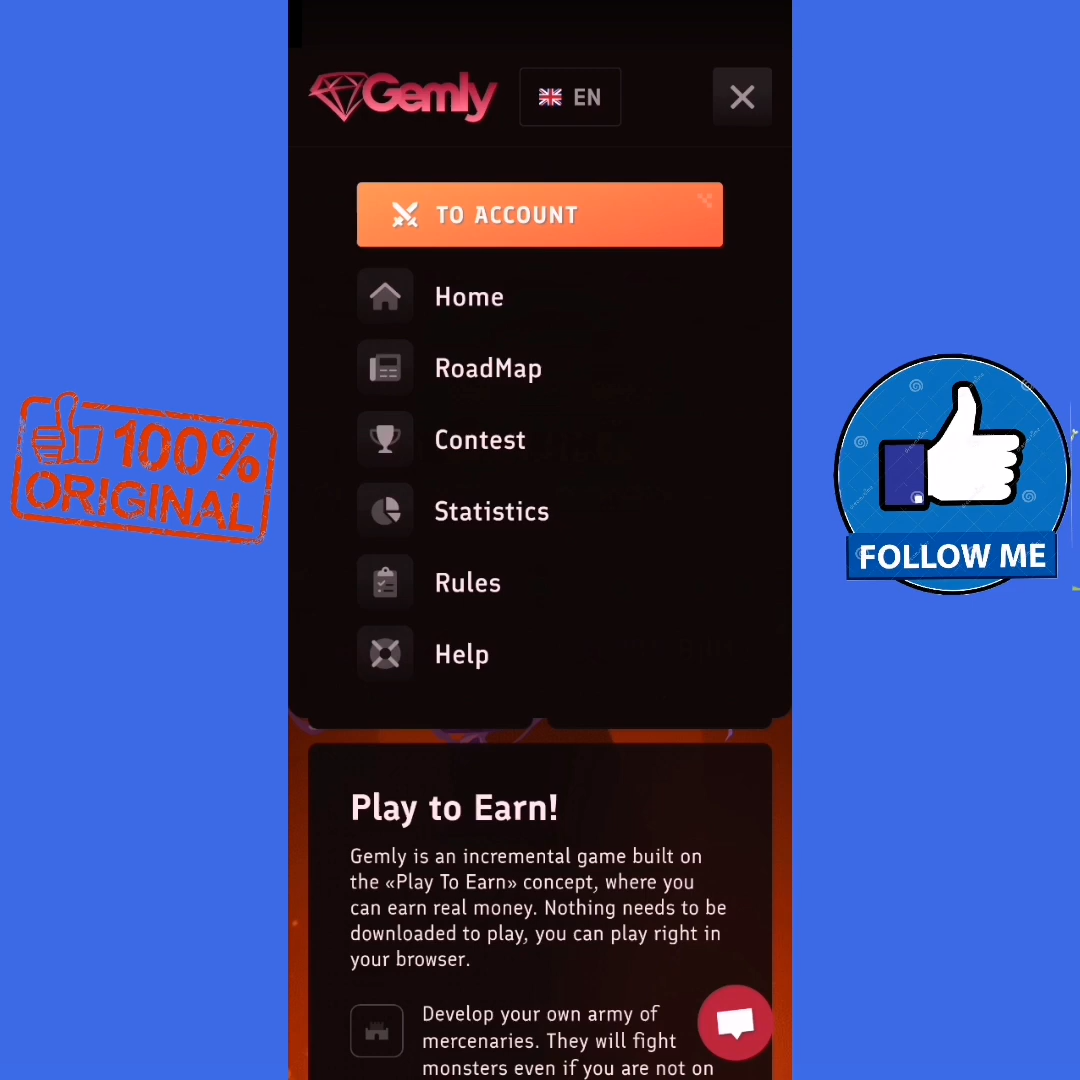 Gemly
EN
TO ACCOUNT
Home
RoadMap
Contest
Statistics
Rules
Help
100%
ORIGINAL
FOLLOW ME
Play to Earn!
Gemly is an incremental game built on
the «Play To Earn» concept, where you
can earn real money. Nothing needs to be
downloaded to play, you can play right in
your browser.
Develop your own army of
mercenaries. They will fight
monsters even if you are not on